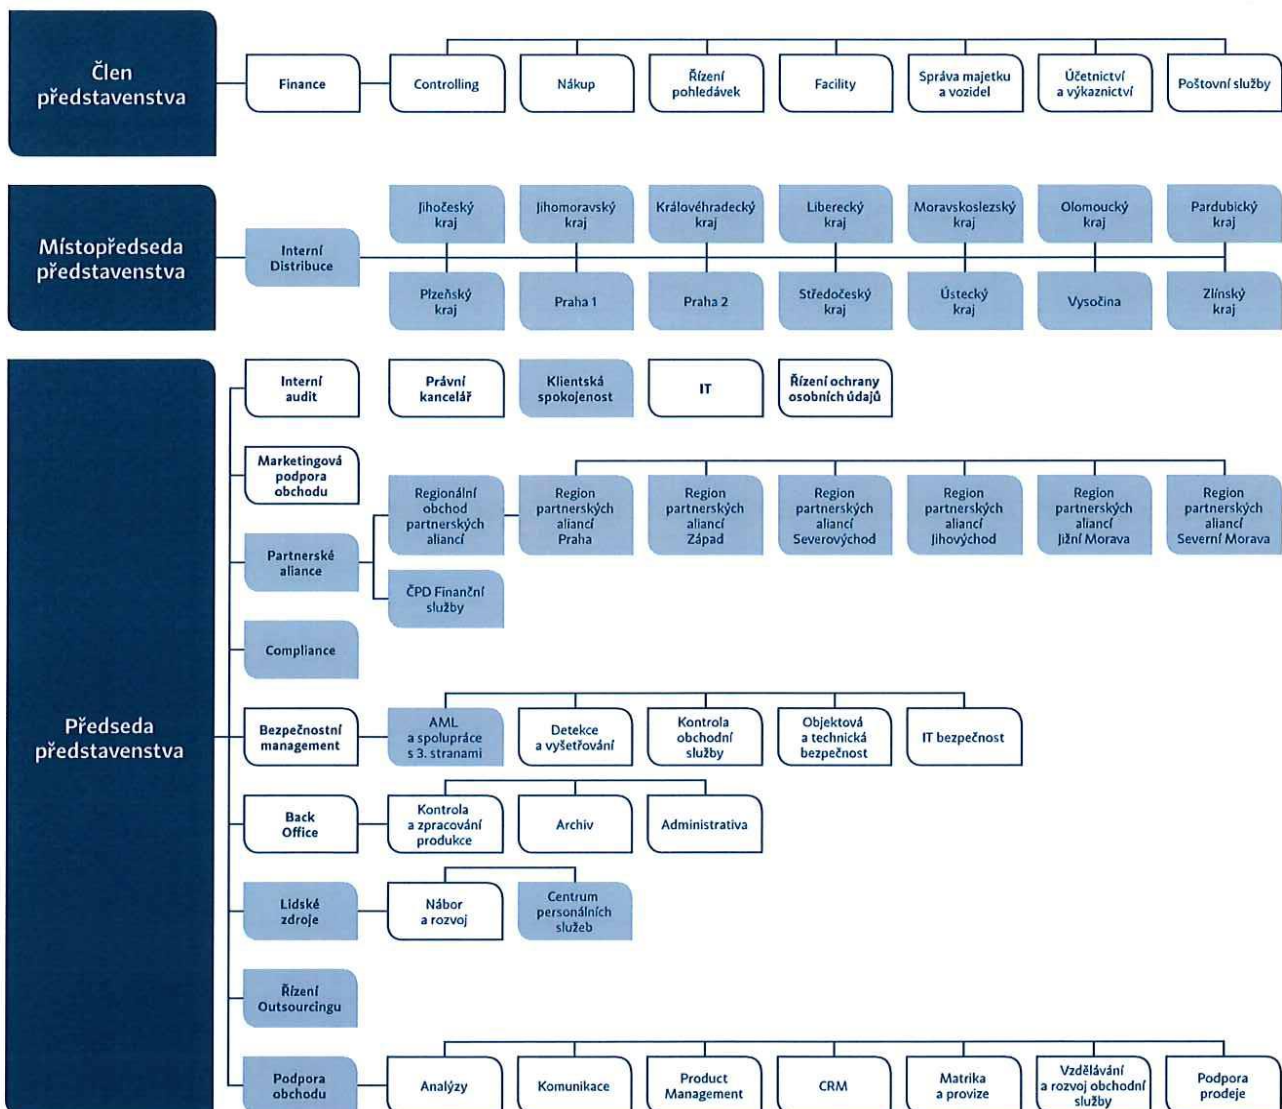 Člen
představenstva
Finance
Controlling
Nákup
Řízení
pohledávek
Facility
Správa majetku
a vozidel
Účetnictví
a výkaznictví
Poštovní služby
Místopředseda
představenstva
Interní
Distribuce
Jihočeský
kraj
Jihomoravský
kraj
Královéhradecký
kraj
Liberecký
kraj
Moravskoslezský
kraj
Olomoucký
kraj
Pardubický
kraj
Plzeňský
kraj
Praha 1
Praha 2
Středočeský
kraj
Ústecký
kraj
Vysočina
Zlínský
kraj
Předseda
představenstva
Interní
audit
Právní
kancelář
Klientská
spokojenost
IT
Řízení ochrany
osobních údajů
Marketingová
podpora
obchodu
Partnerské
aliance
Regionální
obchod
partnerských
aliancí
Region
partnerských
aliancí
Praha
Region
partnerských
aliancí
Západ
Region
partnerských
aliancí
Severovýchod
Region
partnerských
aliancí
Jihovýchod
Region
partnerských
aliancí
Jižní Morava
Region
partnerských
aliancí
Severní Morava
ČPD Finanční
služby
Compliance
Bezpečnostní
management
AML
a spolupráce
s 3. stranami
Detekce
a vyšetřování
Kontrola
obchodní
služby
Objektová
a technická
bezpečnost
IT bezpečnost
Back
Office
Kontrola
a zpracování
produkce
Archiv
Administrativa
Lidské
zdroje
Nábor
a rozvoj
Centrum
personálních
služeb
Řízení
Outsourcingu
Podpora
obchodu
Analýzy
Komunikace
Product
Management
CRM
Matrika
a provize
Vzdělávání
a rozvoj obchodní
služby
Podpora
prodeje